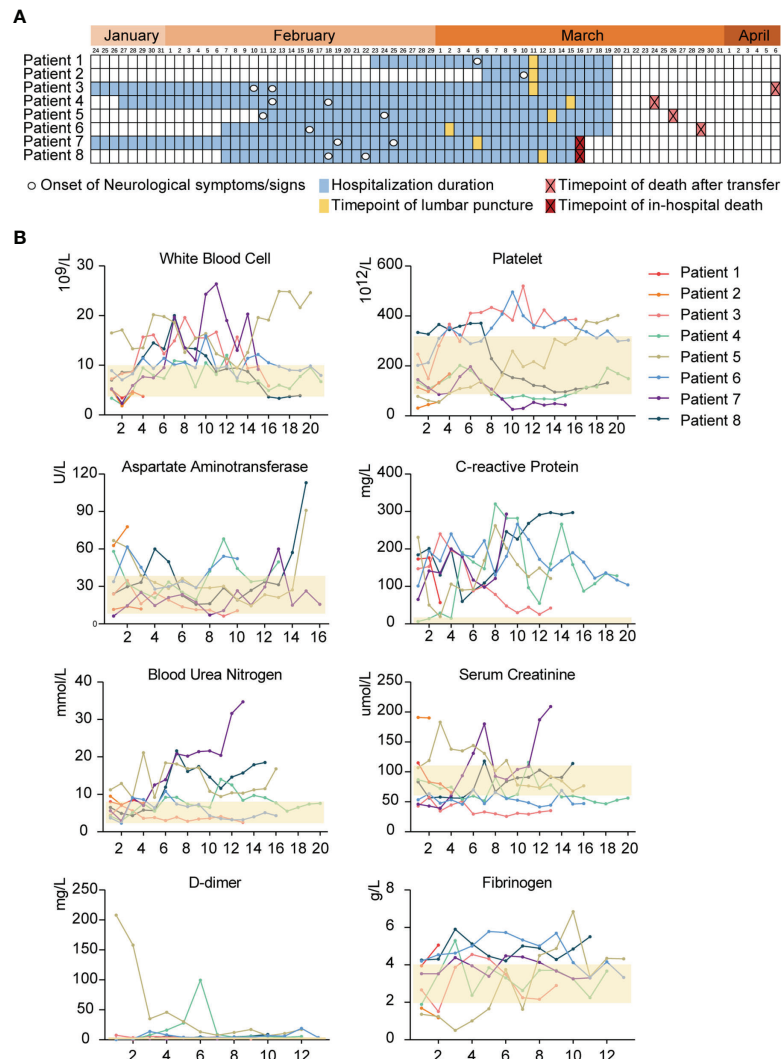 A
January February March April
24 25 26 27 28 29 30 31 1 2 3 4 5 6 7 8 9 10 11 12 13 14 15 16 17 18 19 20 21 22 23 24 25 26 27 28 29 1 2 3 4 5 6 7 8 9 10 11 12 13 14 15 16 17 18 19 20 21 22 23 24 25 26 27 28 29 30 31 1 2 3 4 5 6
Patient 1
Patient 2
Patient 3
Patient 4
Patient 5
Patient 6
Patient 7
Patient 8
Onset of Neurological symptoms/signs
Hospitalization duration
Timepoint of death after transfer
Timepoint of lumbar puncture
Timepoint of in-hospital death
B
White Blood Cell
10⁹/L
30
20
10
0
2 4 6 8 10 12 14 16 18 20
Platelet
10¹²/L
600
400
200
0
2 4 6 8 10 12 14 16 18 20
Patient 1
Patient 2
Patient 3
Patient 4
Patient 5
Patient 6
Patient 7
Patient 8
Aspartate Aminotransferase
U/L
120
90
60
30
0
2 4 6 8 10 12 14 16
C-reactive Protein
mg/L
400
300
200
100
0
2 4 6 8 10 12 14 16 18 20
Blood Urea Nitrogen
mmol/L
40
30
20
10
0
2 4 6 8 10 12 14 16 18 20
Serum Creatinine
umol/L
250
200
150
100
50
0
2 4 6 8 10 12 14 16 18 20
D-dimer
mg/L
250
200
150
100
50
0
2 4 6 8 10 12
Fibrinogen
g/L
8
6
4
2
0
2 4 6 8 10 12